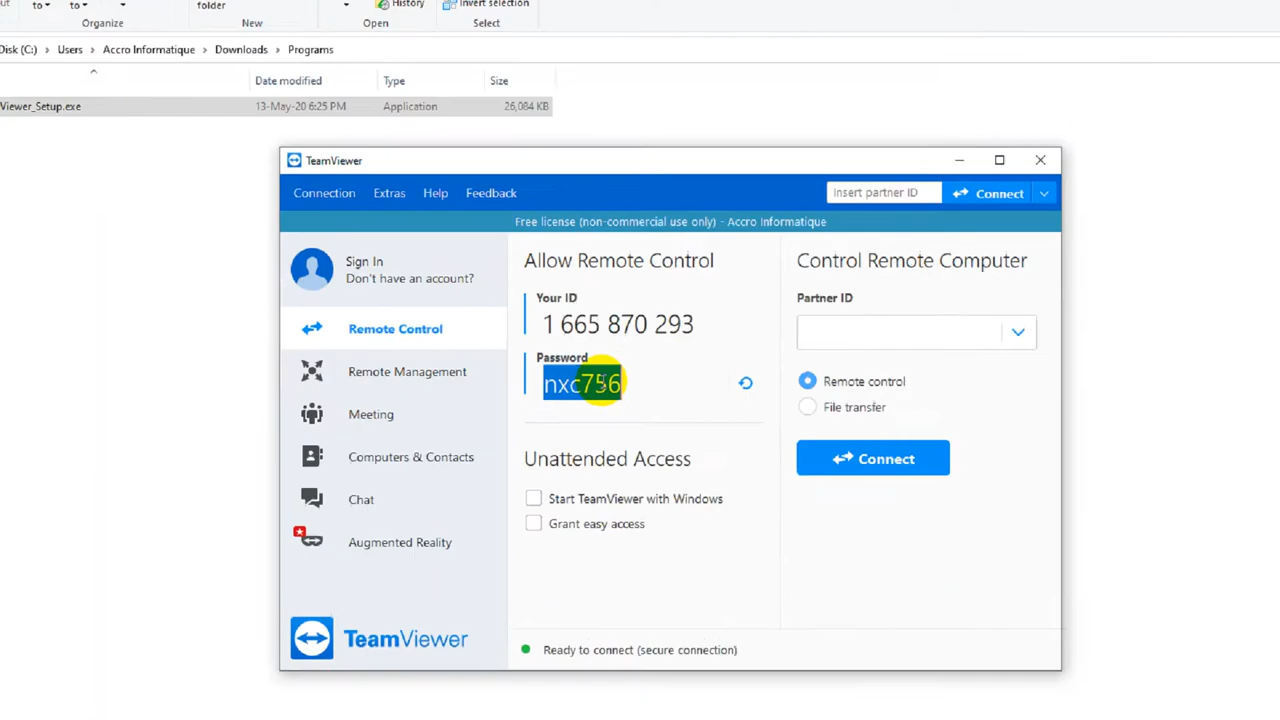 to to folder History Invert selection
Organize New Open Select
Disk (C:) > Users > Accro Informatique > Downloads > Programs
Date modified Type Size
Viewer_Setup.exe 13-May-20 6:25 PM Application 26,084 KB
TeamViewer
Connection Extras Help Feedback Insert partner ID Connect
Free license (non-commercial use only) - Accro Informatique
Sign In
Don't have an account?
Remote Control
Remote Management
Meeting
Computers & Contacts
Chat
Augmented Reality
TeamViewer
Allow Remote Control
Your ID
1 665 870 293
Password
nxc756
Unattended Access
Start TeamViewer with Windows
Grant easy access
Control Remote Computer
Partner ID
Remote control
File transfer
Connect
Ready to connect (secure connection)